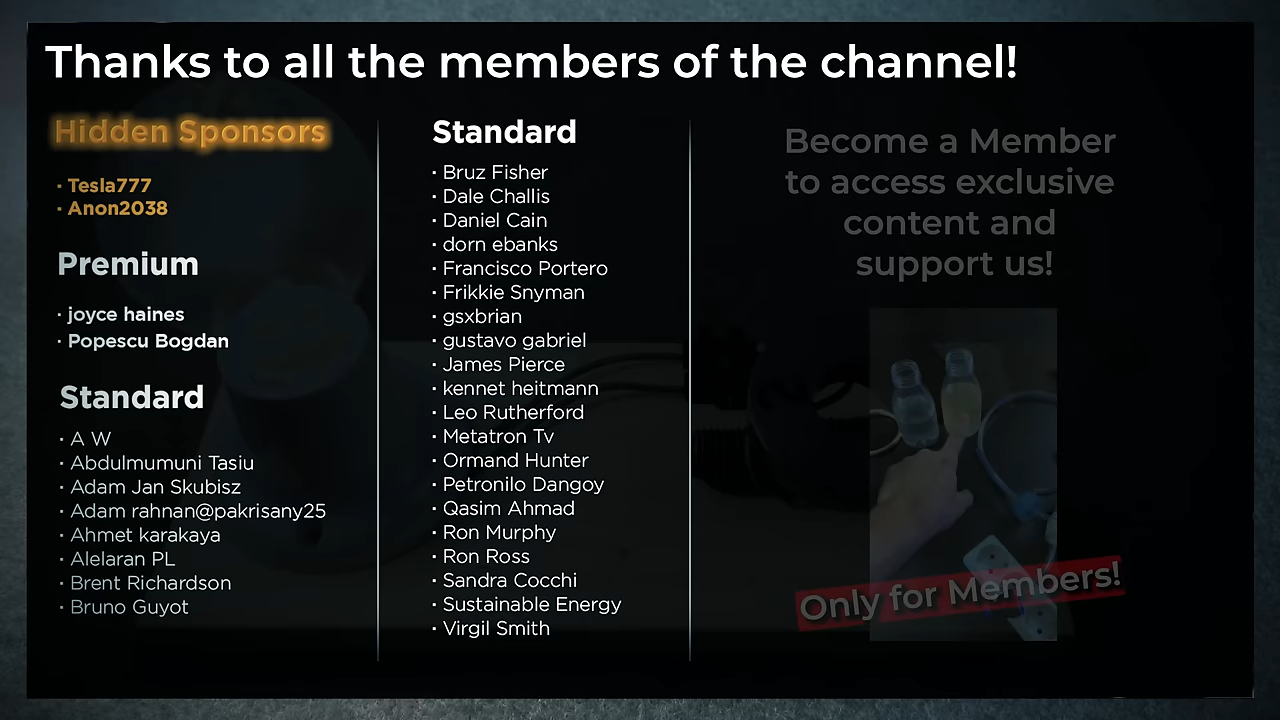 Thanks to all the members of the channel!
Hidden Sponsors
· Tesla777
· Anon2038
Premium
· joyce haines
· Popescu Bogdan
Standard
· A W
· Abdulmumuni Tasiu
· Adam Jan Skubisz
· Adam rahnan@pakrisany25
· Ahmet karakaya
· Alelaran PL
· Brent Richardson
· Bruno Guyot
Standard
· Bruz Fisher
· Dale Challis
· Daniel Cain
· dorn ebanks
· Francisco Portero
· Frikkie Snyman
· gsxbrian
· gustavo gabriel
· James Pierce
· kennet heitmann
· Leo Rutherford
· Metatron Tv
· Ormand Hunter
· Petronilo Dangoy
· Qasim Ahmad
· Ron Murphy
· Ron Ross
· Sandra Cocchi
· Sustainable Energy
· Virgil Smith
Become a Member
to access exclusive
content and
support us!
Only for Members!